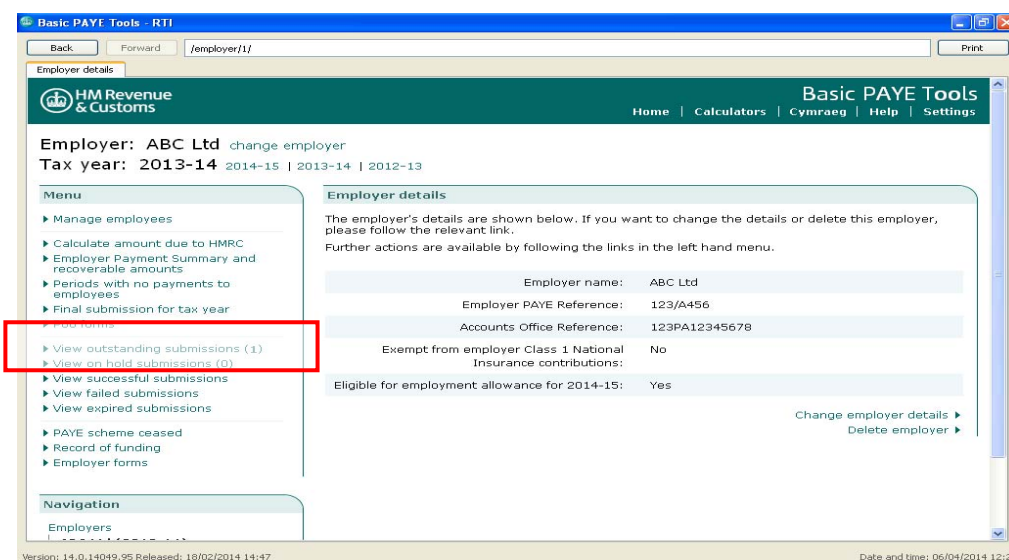 Basic PAYE Tools - RTI
Back Forward /employer/1/ Print
Employer details
HM Revenue
& Customs
Basic PAYE Tools
Home | Calculators | Cymraeg | Help | Settings
Employer: ABC Ltd change employer
Tax year: 2013-14 2014-15 | 2013-14 | 2012-13
Menu
Manage employees
Calculate amount due to HMRC
Employer Payment Summary and
recoverable amounts
Periods with no payments to
employees
Final submission for tax year
View outstanding submissions (1)
View on hold submissions (0)
View successful submissions
View failed submissions
View expired submissions
PAYE scheme ceased
Record of funding
Employer forms
Navigation
Employers
Employer details
The employer's details are shown below. If you want to change the details or delete this employer,
please follow the relevant link.
Further actions are available by following the links in the left hand menu.
Employer name: ABC Ltd
Employer PAYE Reference: 123/A456
Accounts Office Reference: 123PA12345678
Exempt from employer Class 1 National No
Insurance contributions:
Eligible for employment allowance for 2014-15: Yes
Change employer details
Delete employer
Version: 14.0.14049.95 Released: 18/02/2014 14:47
Date and time: 06/04/2014